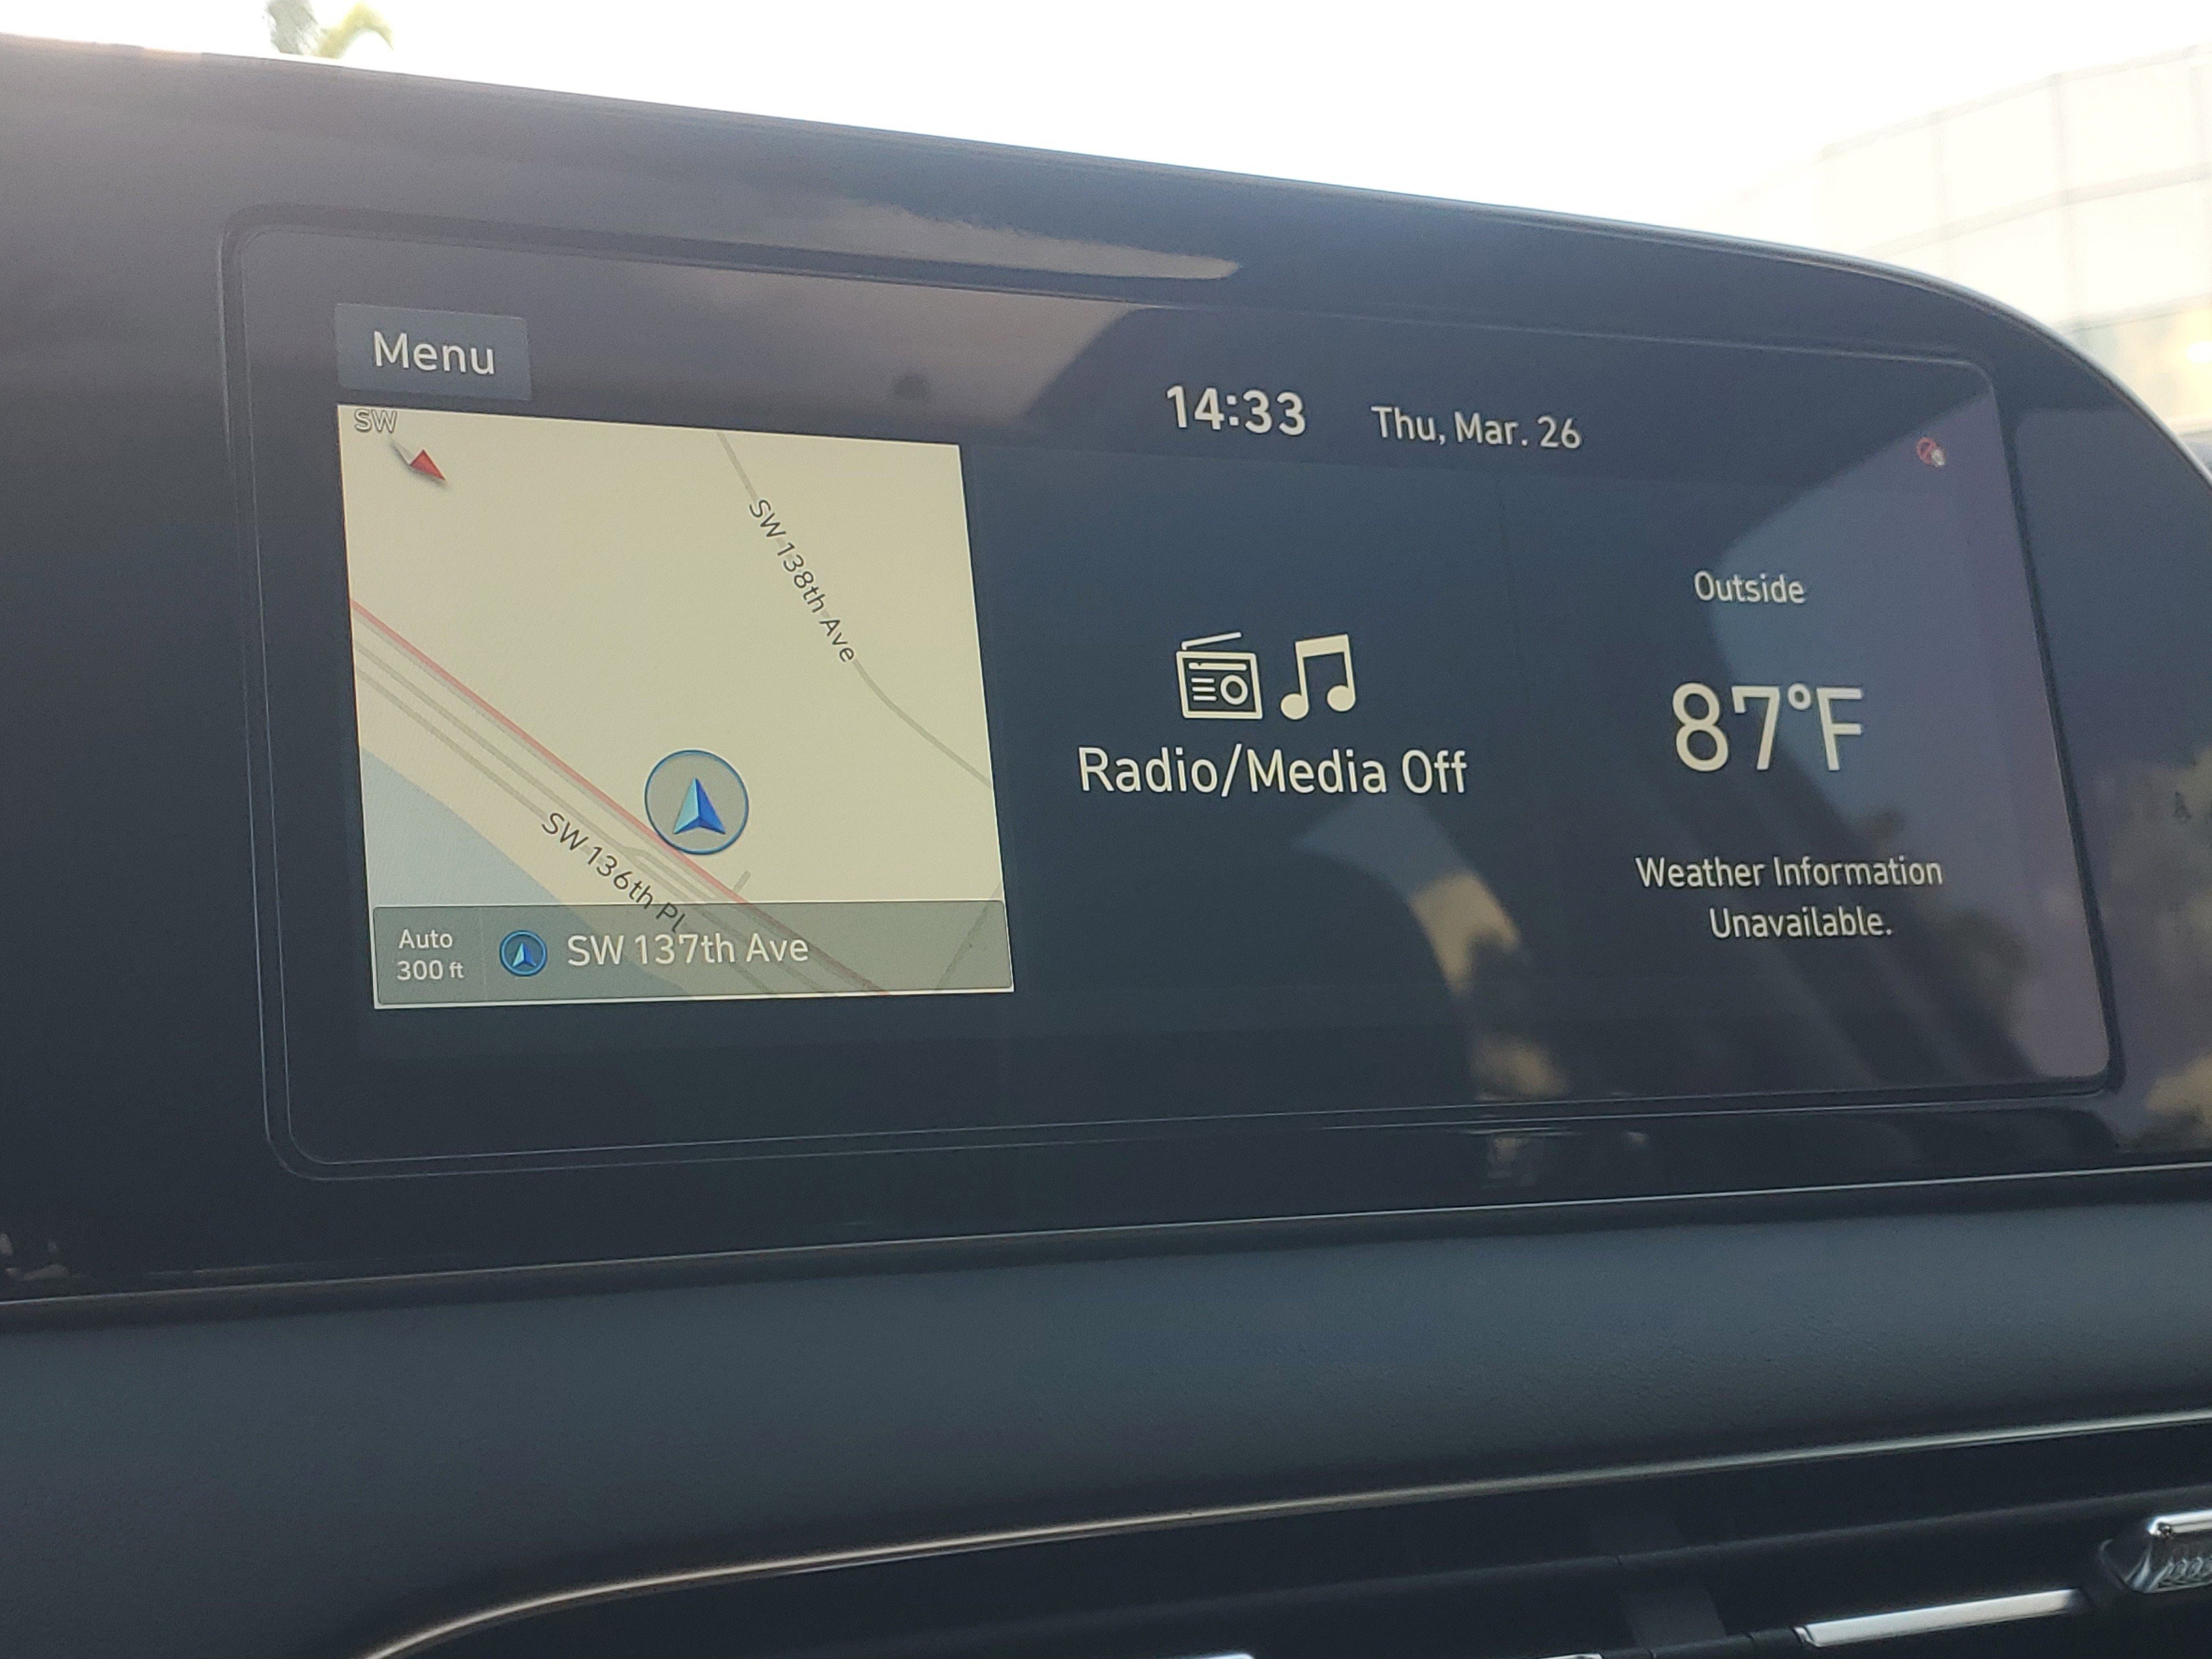 Menu
14:33
Thu, Mar. 26
SW
SW 138th Ave
SW 136th Pl
Auto
300 ft
SW 137th Ave
Radio/Media Off
Outside
87°F
Weather Information
Unavailable.